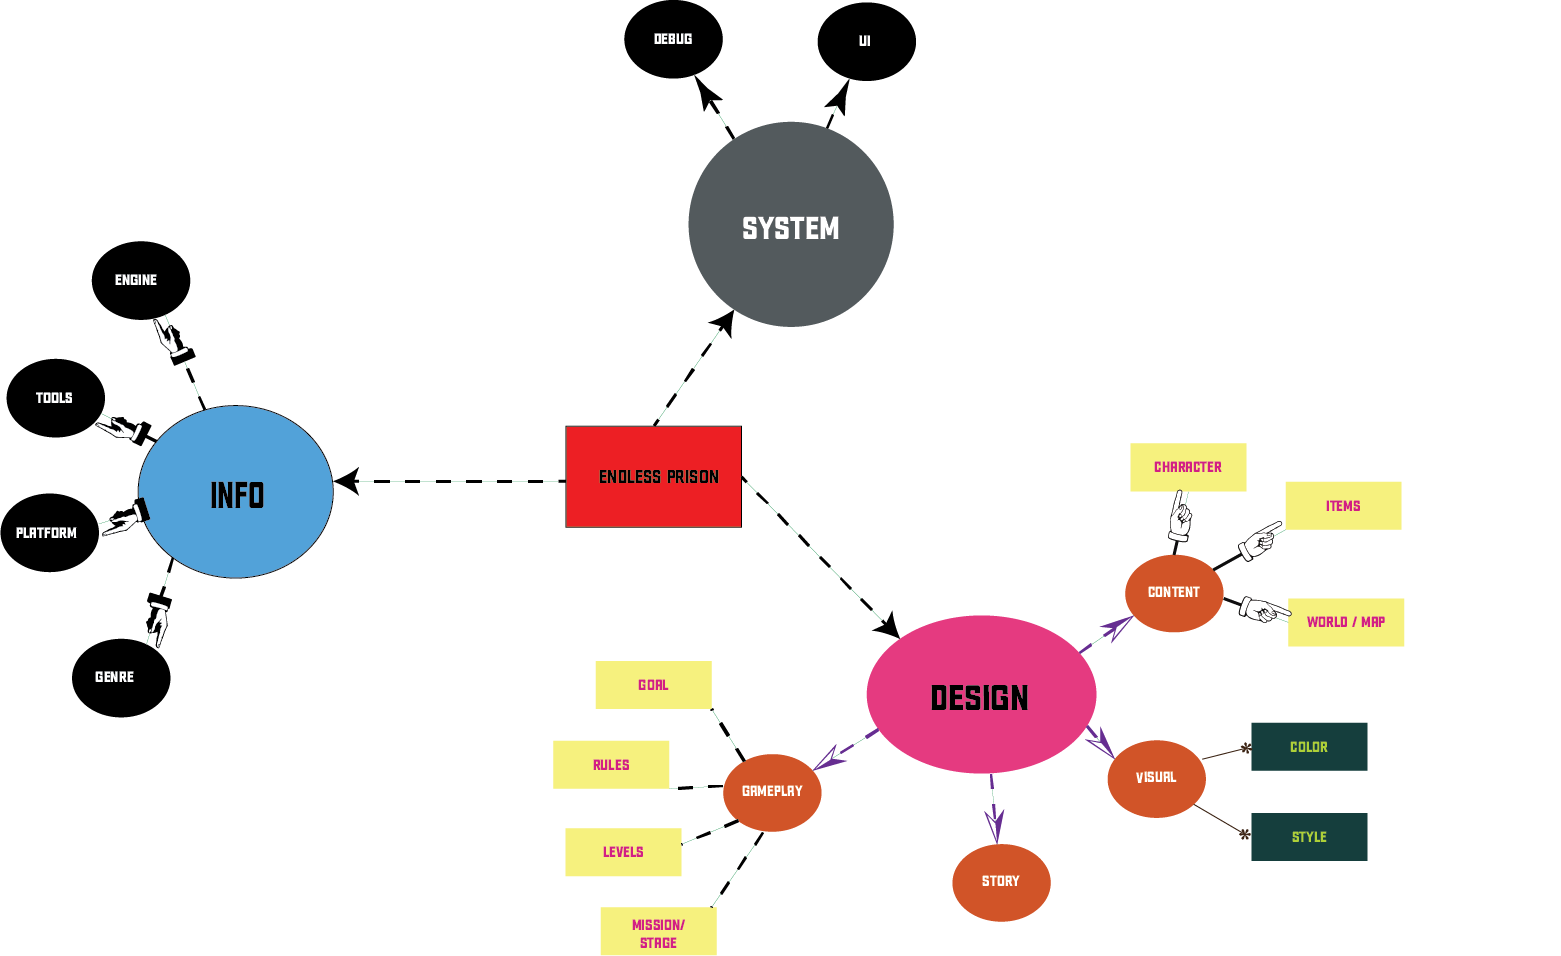 DEBUG
UI
SYSTEM
ENGINE
TOOLS
INFO
PLATFORM
GENRE
ENDLESS PRISON
CHARACTER
ITEMS
CONTENT
WORLD / MAP
DESIGN
GOAL
RULES
GAMEPLAY
LEVELS
MISSION/
STAGE
STORY
VISUAL
COLOR
STYLE